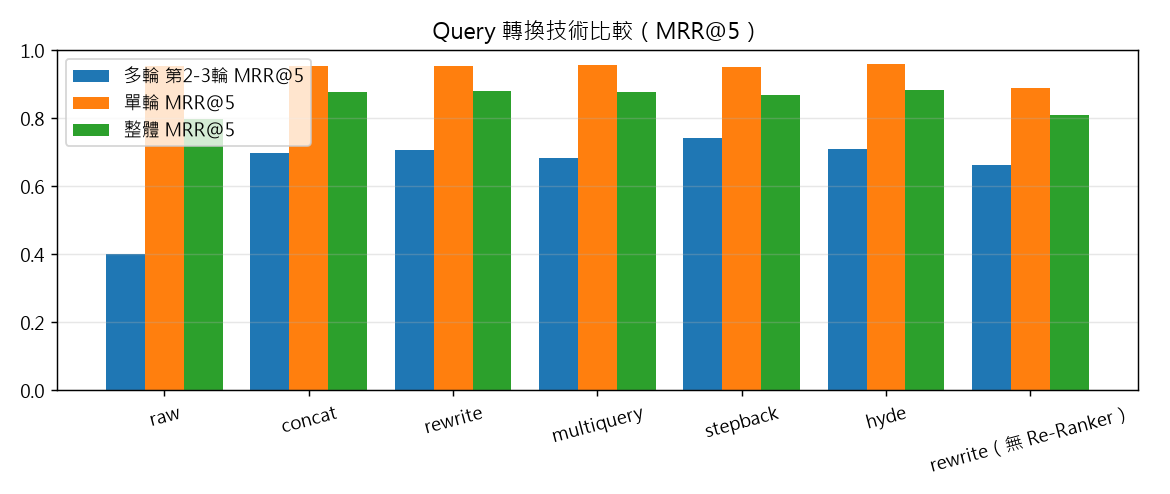 Query 轉換技術比較（MRR@5）
1.0
0.8
0.6
0.4
0.2
0.0
多輪 第2-3輪 MRR@5
單輪 MRR@5
整體 MRR@5
raw
concat
rewrite
multiquery
stepback
hyde
rewrite（無 Re-Ranker）